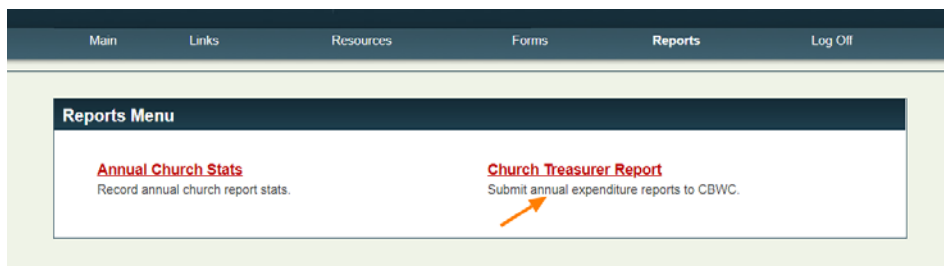 Main Links Resources Forms Reports Log Off
Reports Menu
Annual Church Stats
Record annual church report stats.
Church Treasurer Report
Submit annual expenditure reports to CBWC.